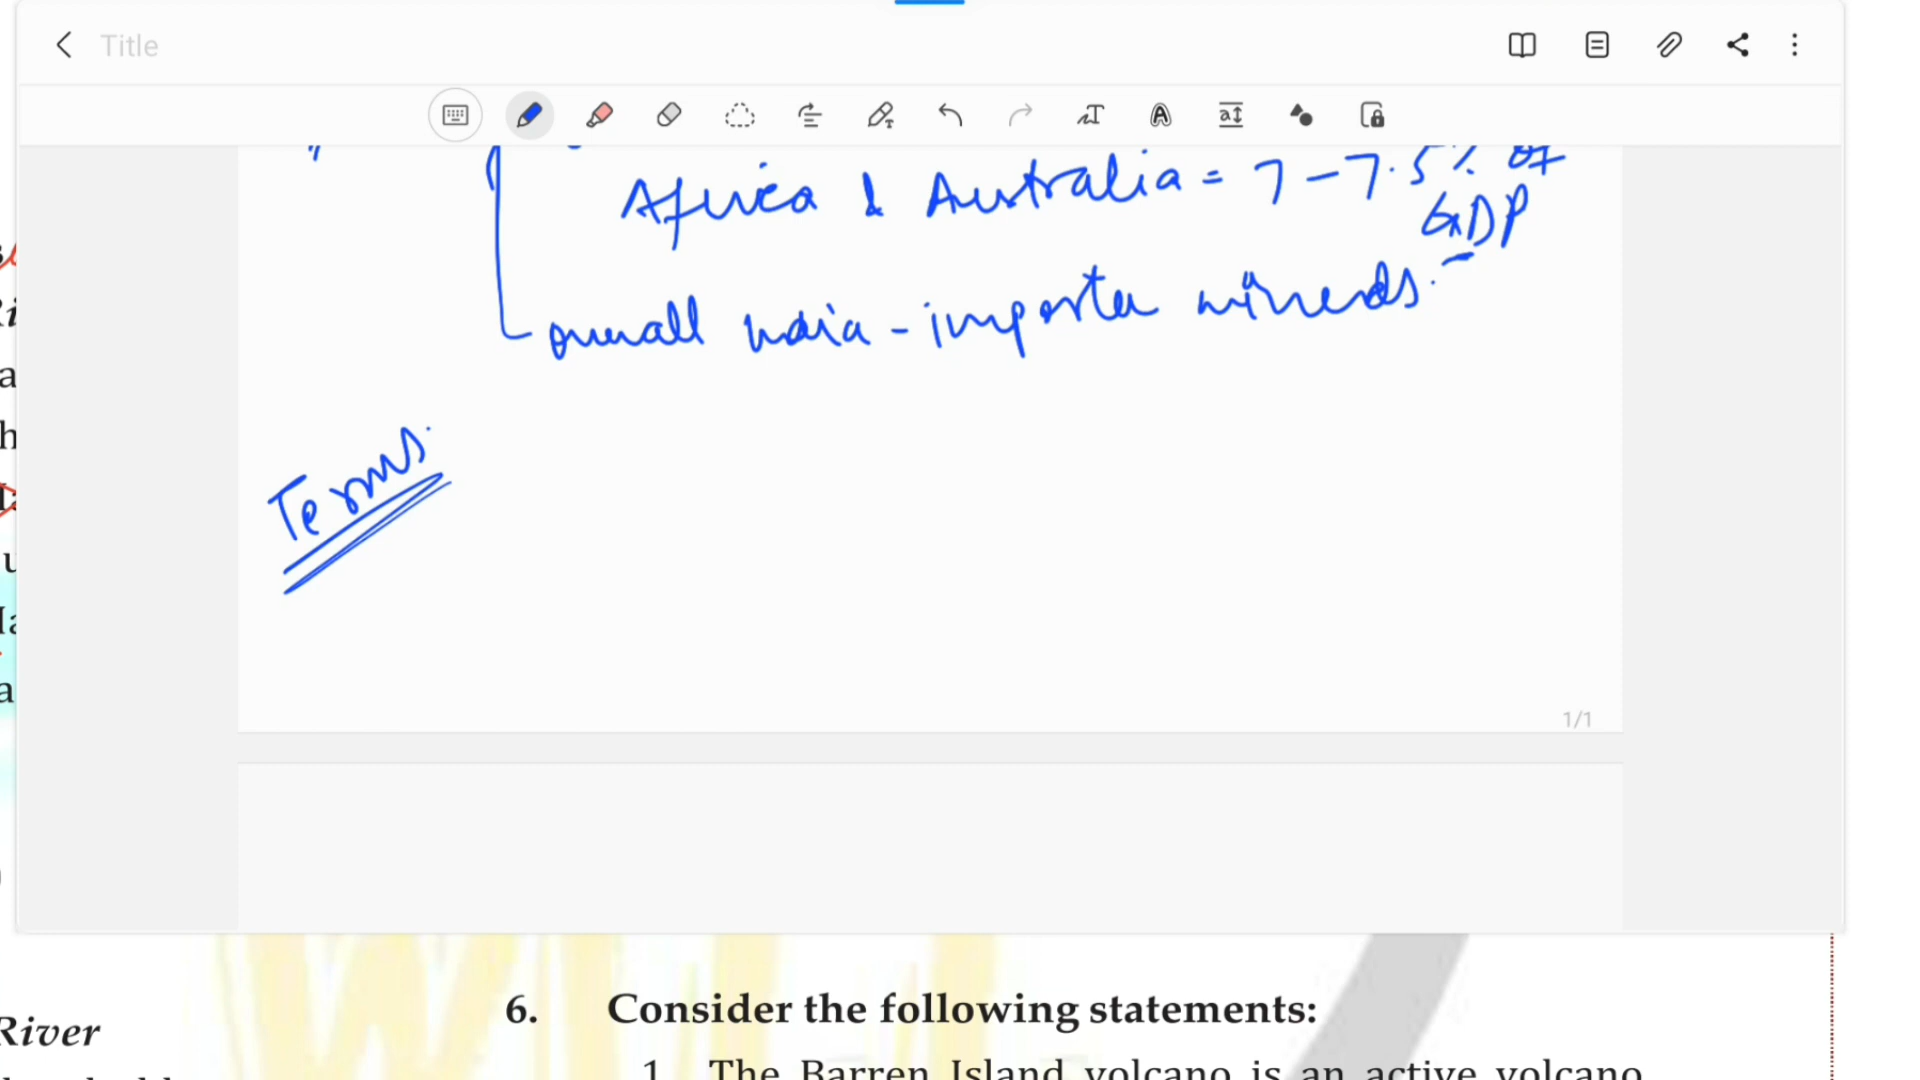 Title
Africa & Australia = 7-7.5% of
GDP
overall India - importer minerals.
Terms.
1/1
River
6. Consider the following statements:
1. The Barren Island volcano is an active volcano